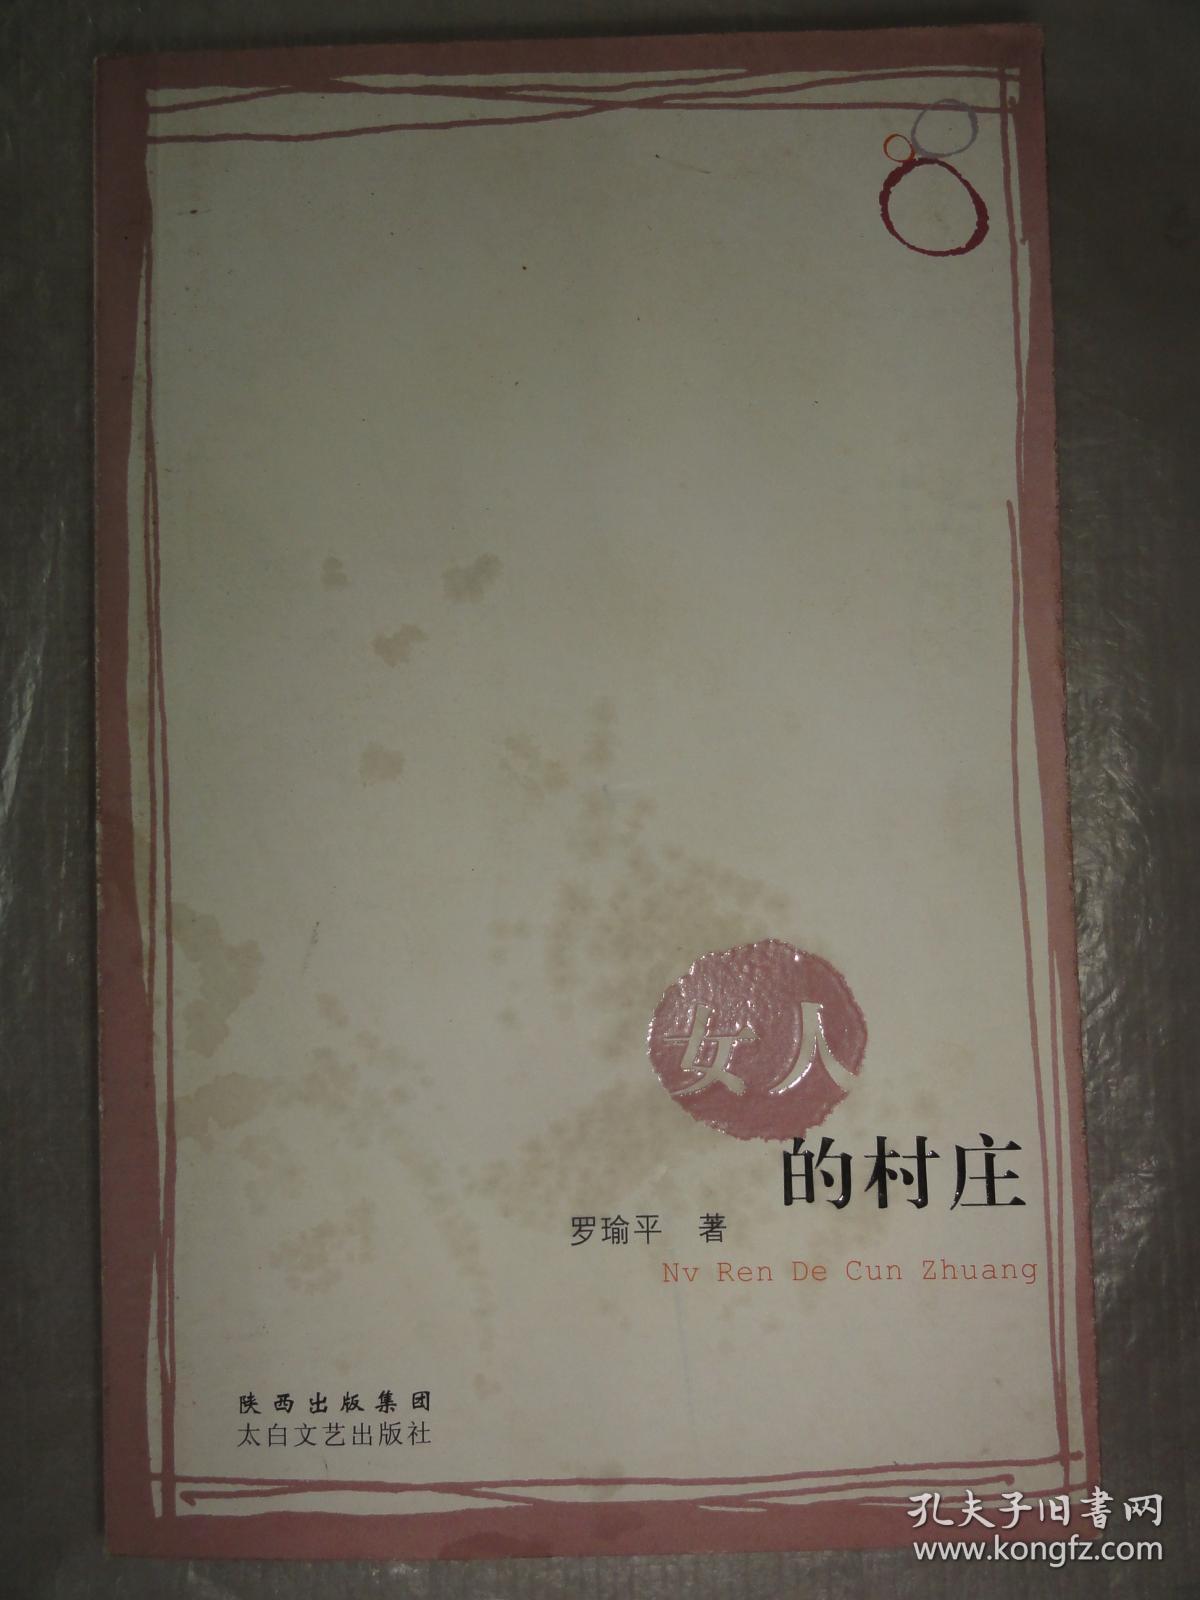 女人
的村庄
罗瑜平 著
Nv Ren De Cun Zhuang
陕西出版集团
太白文艺出版社
孔夫子旧书网
www.kongfz.com